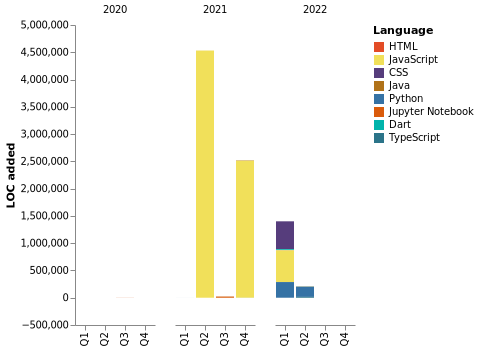 2020 2021 2022
5,000,000
4,500,000
4,000,000
3,500,000
3,000,000
2,500,000
2,000,000
1,500,000
1,000,000
500,000
0
−500,000
LOC added
Q1 Q2 Q3 Q4 Q1 Q2 Q3 Q4 Q1 Q2 Q3 Q4
Language
HTML
JavaScript
CSS
Java
Python
Jupyter Notebook
Dart
TypeScript